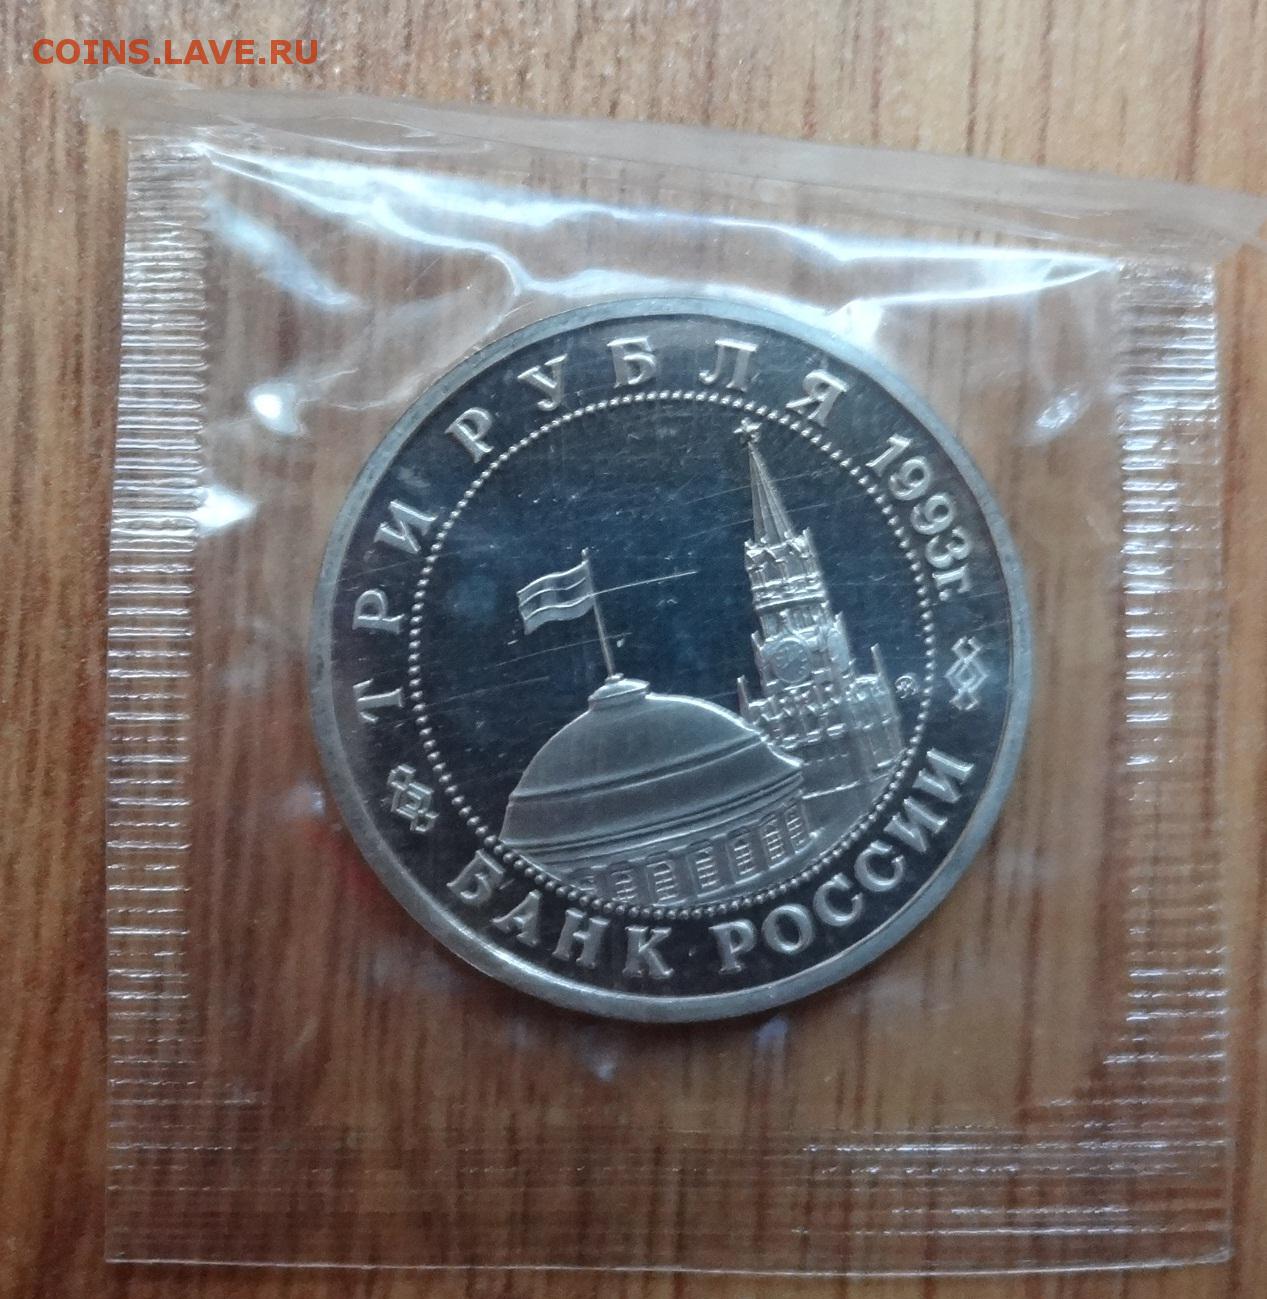 COINS.LAVE.RU
ТРИ РУБЛЯ 1993г.
БАНК РОССИИ